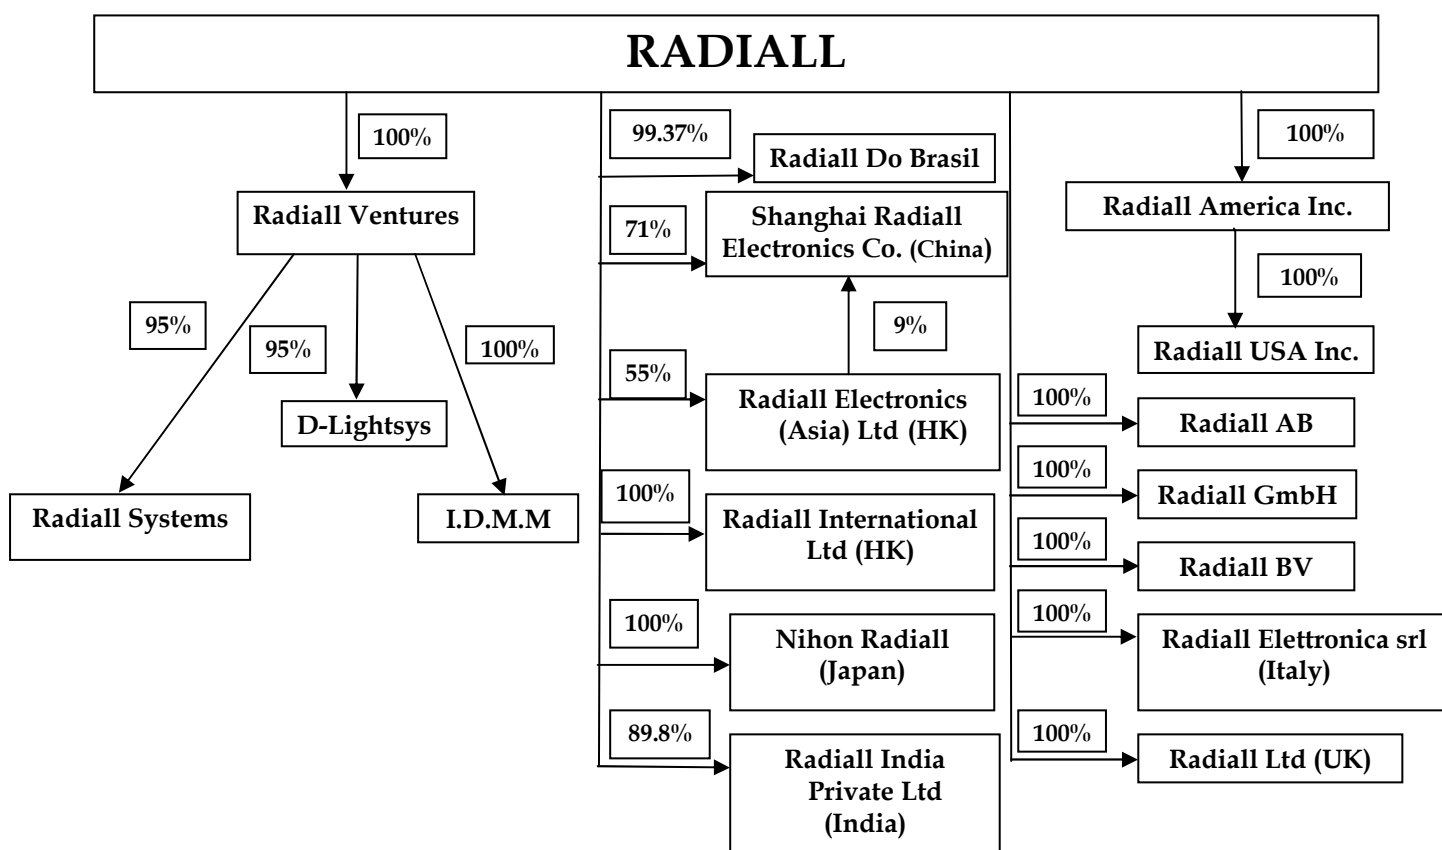 RADIALL
100%
99.37%
100%
Radiall Do Brasil
Radiall Ventures
71%
Shanghai Radiall
Electronics Co. (China)
Radiall America Inc.
100%
95%
95%
100%
9%
Radiall USA Inc.
55%
Radiall Electronics
(Asia) Ltd (HK)
100%
Radiall AB
D-Lightsys
100%
Radiall GmbH
Radiall Systems
I.D.M.M
100%
Radiall International
Ltd (HK)
100%
Radiall BV
100%
Nihon Radiall
(Japan)
100%
Radiall Elettronica srl
(Italy)
89.8%
Radiall India
Private Ltd
(India)
100%
Radiall Ltd (UK)